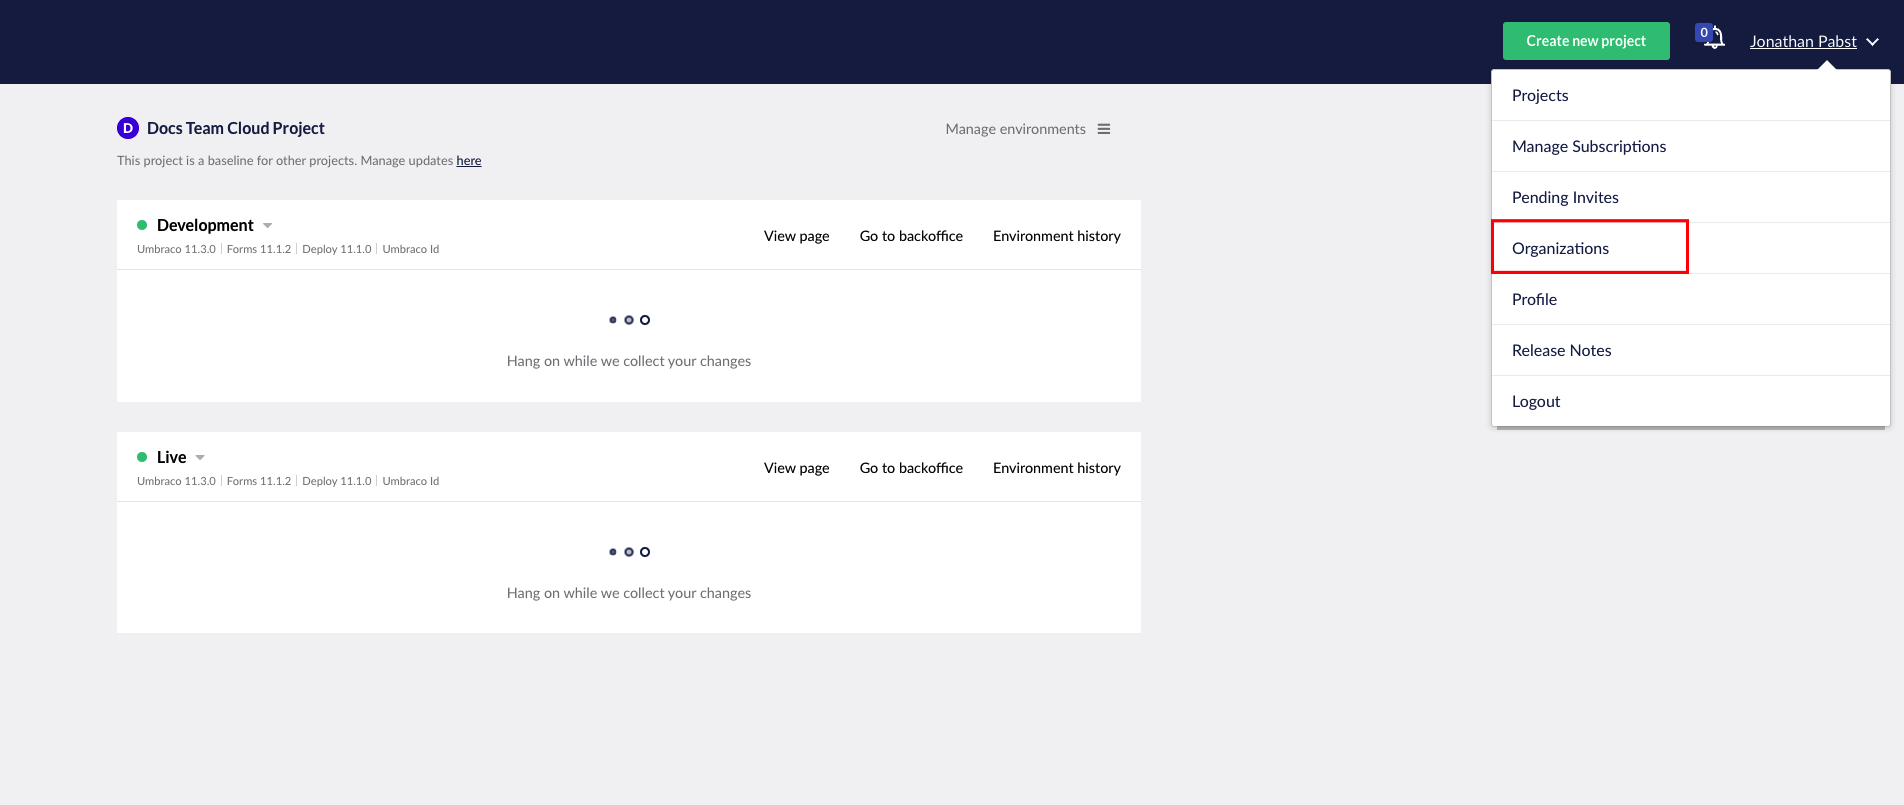 Create new project
0
Jonathan Pabst
Projects
Manage Subscriptions
Pending Invites
Organizations
Profile
Release Notes
Logout
D Docs Team Cloud Project
Manage environments
This project is a baseline for other projects. Manage updates here
Development
View page Go to backoffice Environment history
Umbraco 11.3.0 | Forms 11.1.2 | Deploy 11.1.0 | Umbraco Id
Hang on while we collect your changes
Live
View page Go to backoffice Environment history
Umbraco 11.3.0 | Forms 11.1.2 | Deploy 11.1.0 | Umbraco Id
Hang on while we collect your changes